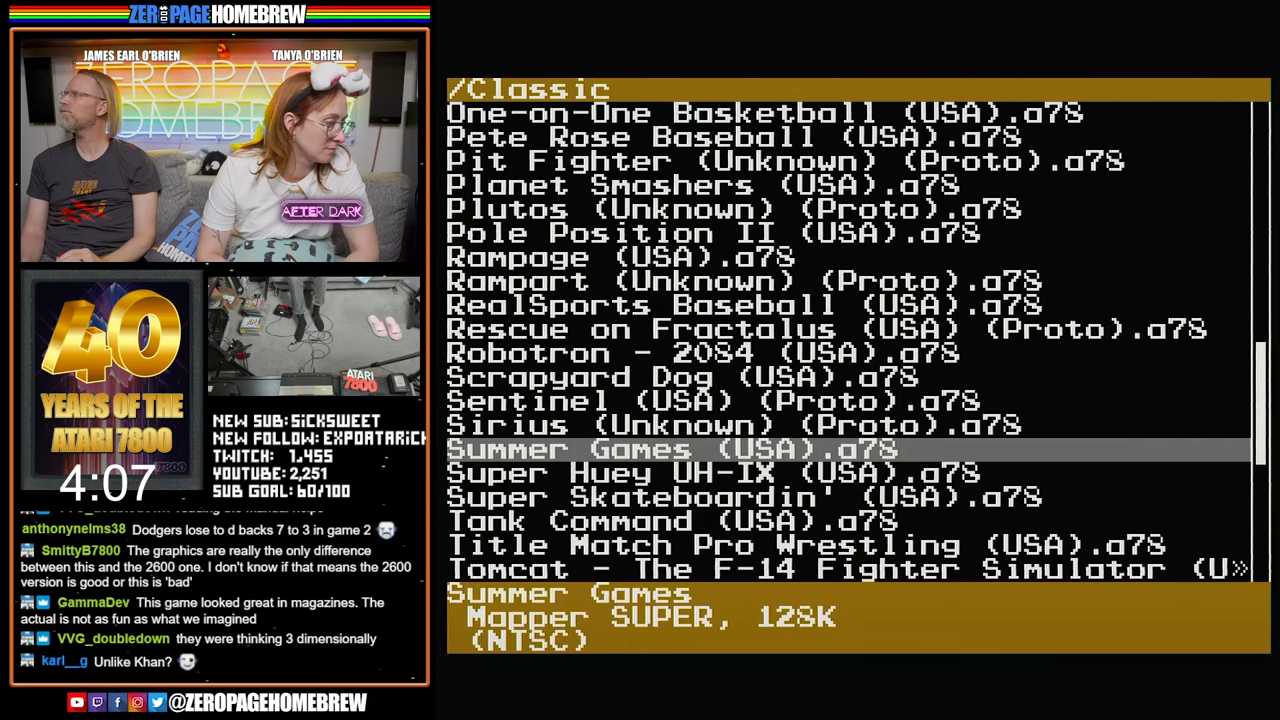 ZEROPAGE HOMEBREW
JAMES EARL O'BRIEN
TANYA O'BRIEN
ZEROPAGE
HOMEBREW
AFTER DARK
40
YEARS OF THE
ATARI 7800
4:07
ATARI
7800
NEW SUB: SICKSWEET
NEW FOLLOW: EXPORTARICK
TWITCH: 1,455
YOUTUBE: 2,251
SUB GOAL: 60/100
anthonynelms38 Dodgers lose to d backs 7 to 3 in game 2
SmittyB7800 The graphics are really the only difference
between this and the 2600 one. I don't know if that means the 2600
version is good or this is 'bad'
GammaDev This game looked great in magazines. The
actual is not as fun as what we imagined
VVG_doubledown they were thinking 3 dimensionally
karl__g Unlike Khan?
@ZEROPAGEHOMEBREW
/Classic
One-on-One Basketball (USA).a78
Pete Rose Baseball (USA).a78
Pit Fighter (Unknown) (Proto).a78
Planet Smashers (USA).a78
Plutos (Unknown) (Proto).a78
Pole Position II (USA).a78
Rampage (USA).a78
Rampart (Unknown) (Proto).a78
RealSports Baseball (USA).a78
Rescue on Fractalus (USA) (Proto).a78
Robotron - 2084 (USA).a78
Scrapyard Dog (USA).a78
Sentinel (USA) (Proto).a78
Sirius (Unknown) (Proto).a78
Summer Games (USA).a78
Super Huey UH-IX (USA).a78
Super Skateboardin' (USA).a78
Tank Command (USA).a78
Title Match Pro Wrestling (USA).a78
Tomcat - The F-14 Fighter Simulator (U»
Summer Games
Mapper SUPER, 128K
(NTSC)